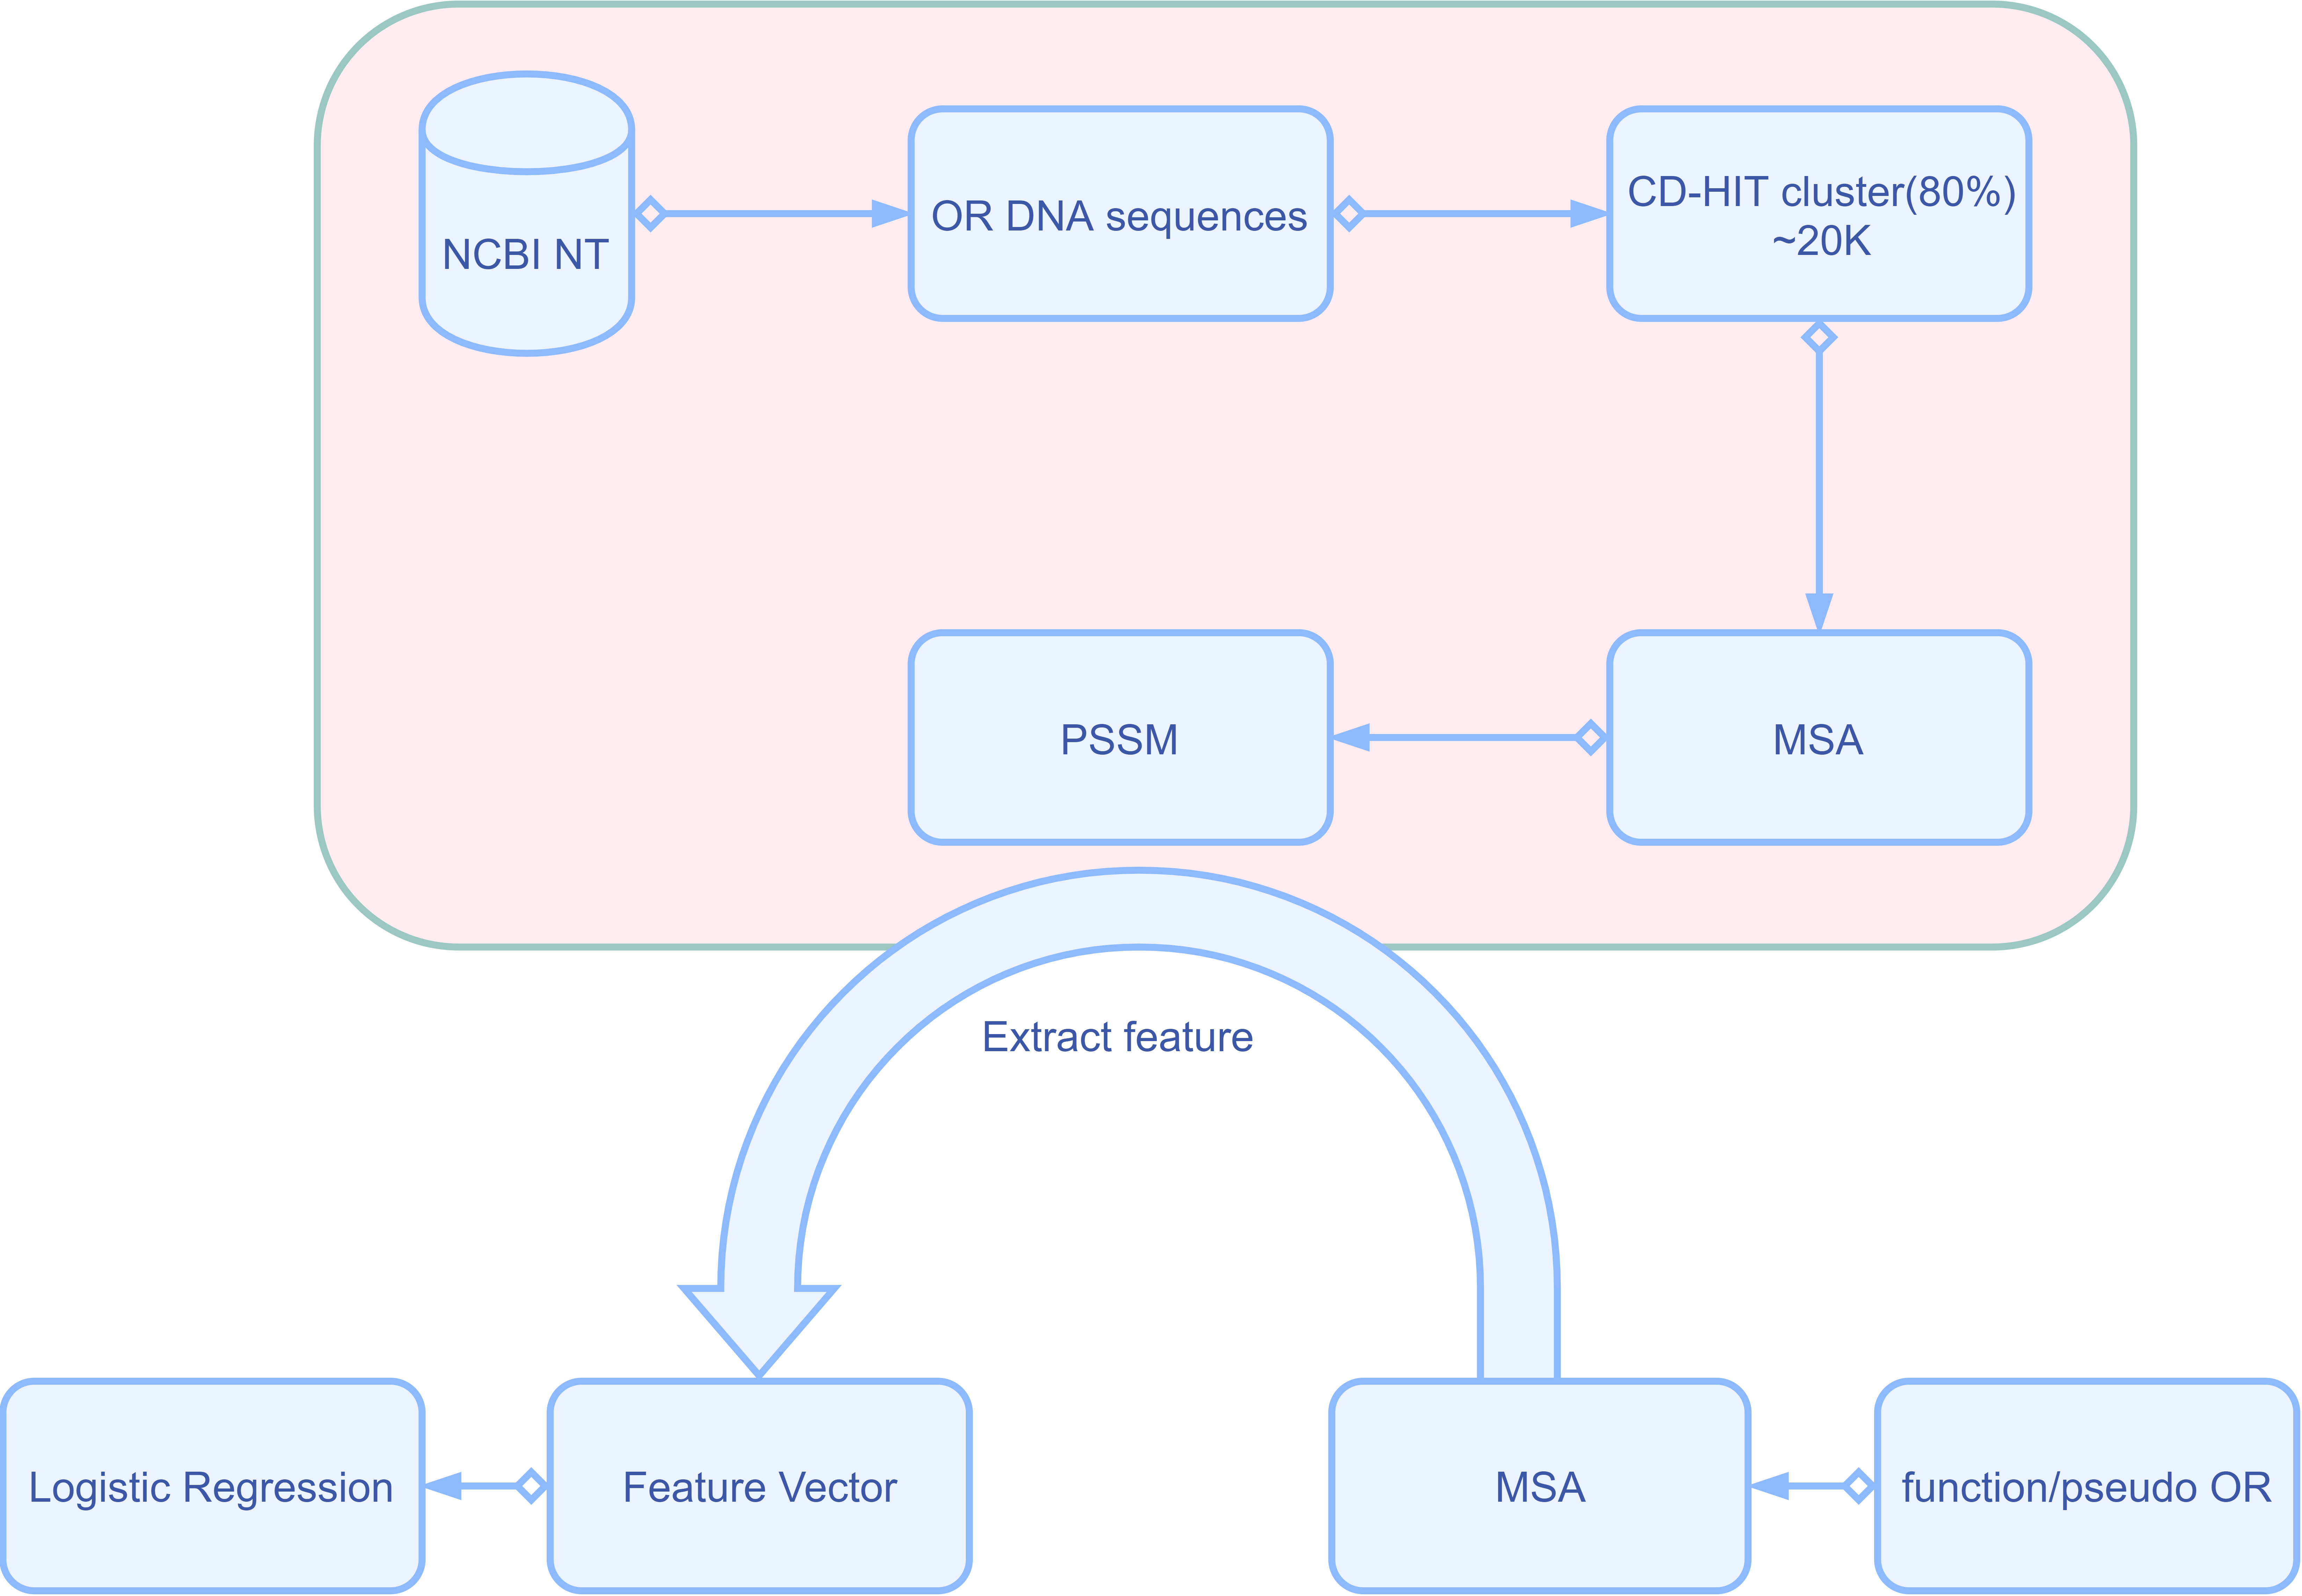 NCBI NT
OR DNA sequences
CD-HIT cluster(80%)
~20K
PSSM
MSA
Extract feature
Logistic Regression
Feature Vector
MSA
function/pseudo OR